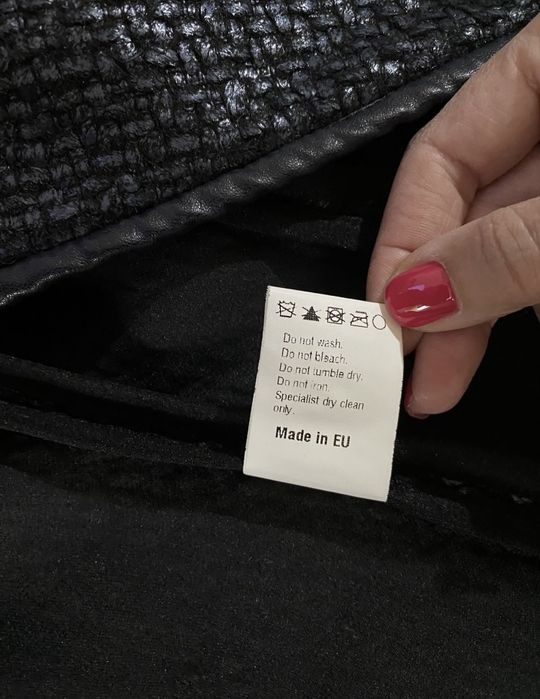 Do not wash.
Do not bleach.
Do not tumble dry.
Do not iron.
Specialist dry clean
only.
Made in EU